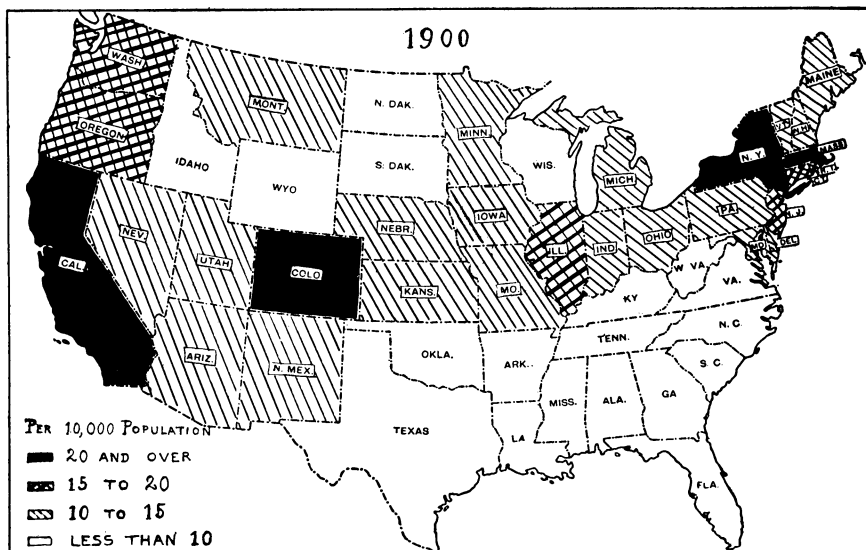 1900
WASH
OREGON
IDAHO
MONT.
N. DAK.
S. DAK.
WYO
MINN
WIS.
MICH
MAINE
N. Y.
MASS
N. J.
PA
NEV.
UTAH
COLO
CAL.
NEBR.
KANS.
IOWA
MO.
ILL.
IND
OHIO
MD.
DEL
W VA.
VA.
KY
N. C.
TENN.
S. C.
ARIZ.
N. MEX.
OKLA.
ARK.
TEXAS
LA
MISS.
ALA.
GA
FLA.
PER 10,000 POPULATION
20 AND OVER
15 TO 20
10 TO 15
LESS THAN 10